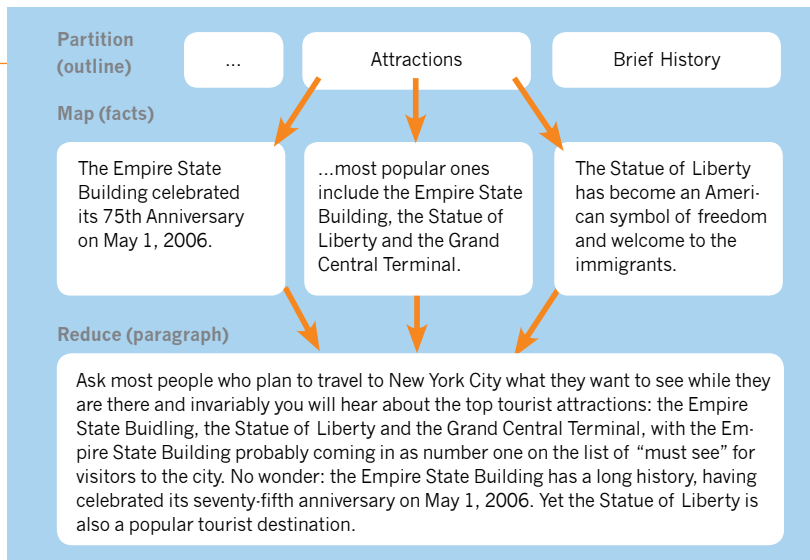 Partition
(outline)
...
Attractions
Brief History
Map (facts)
The Empire State
Building celebrated
its 75th Anniversary
on May 1, 2006.
...most popular ones
include the Empire State
Building, the Statue of
Liberty and the Grand
Central Terminal.
The Statue of Liberty
has become an Ameri-
can symbol of freedom
and welcome to the
immigrants.
Reduce (paragraph)
Ask most people who plan to travel to New York City what they want to see while they
are there and invariably you will hear about the top tourist attractions: the Empire
State Buidling, the Statue of Liberty and the Grand Central Terminal, with the Em-
pire State Building probably coming in as number one on the list of “must see” for
visitors to the city. No wonder: the Empire State Building has a long history, having
celebrated its seventy-fifth anniversary on May 1, 2006. Yet the Statue of Liberty is
also a popular tourist destination.